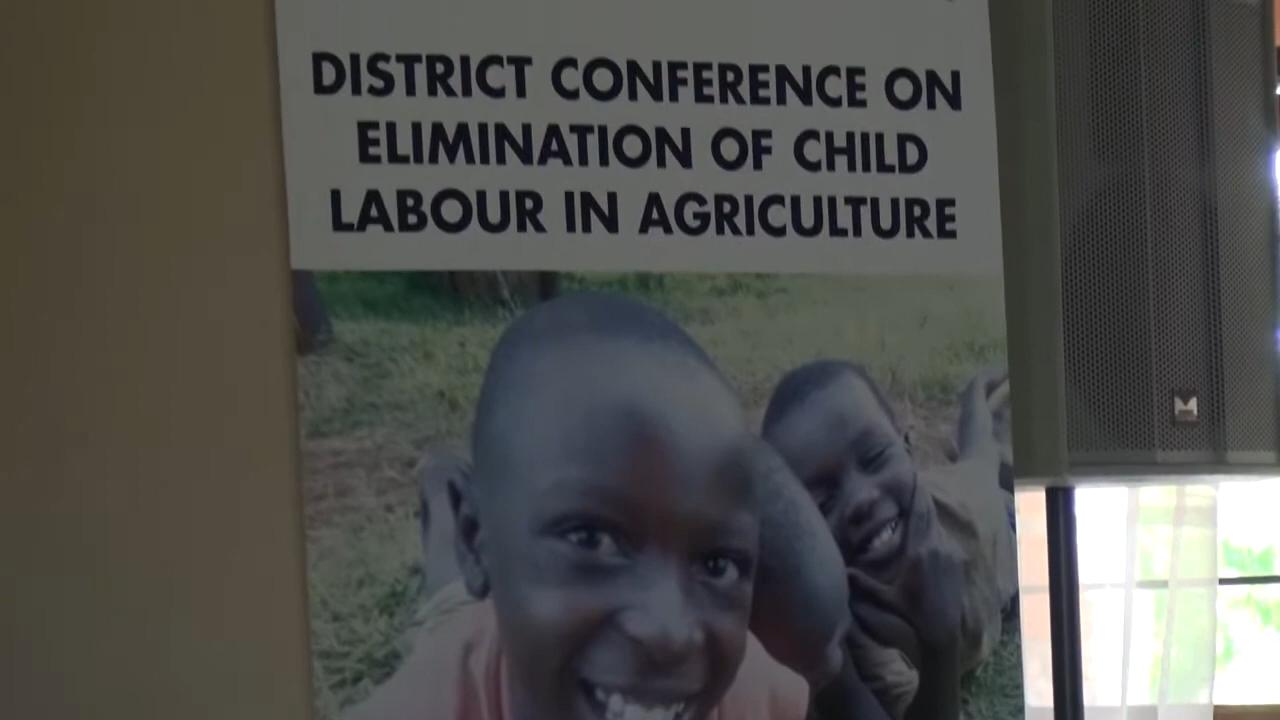 DISTRICT CONFERENCE ON
ELIMINATION OF CHILD
LABOUR IN AGRICULTURE